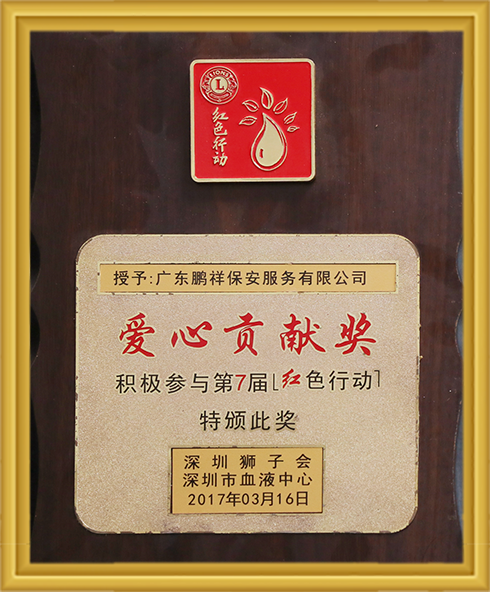 LIONS
L
红色行动
授予:广东鹏祥保安服务有限公司
爱心贡献奖
积极参与第7届[红色行动]
特颁此奖
深圳狮子会
深圳市血液中心
2017年03月16日